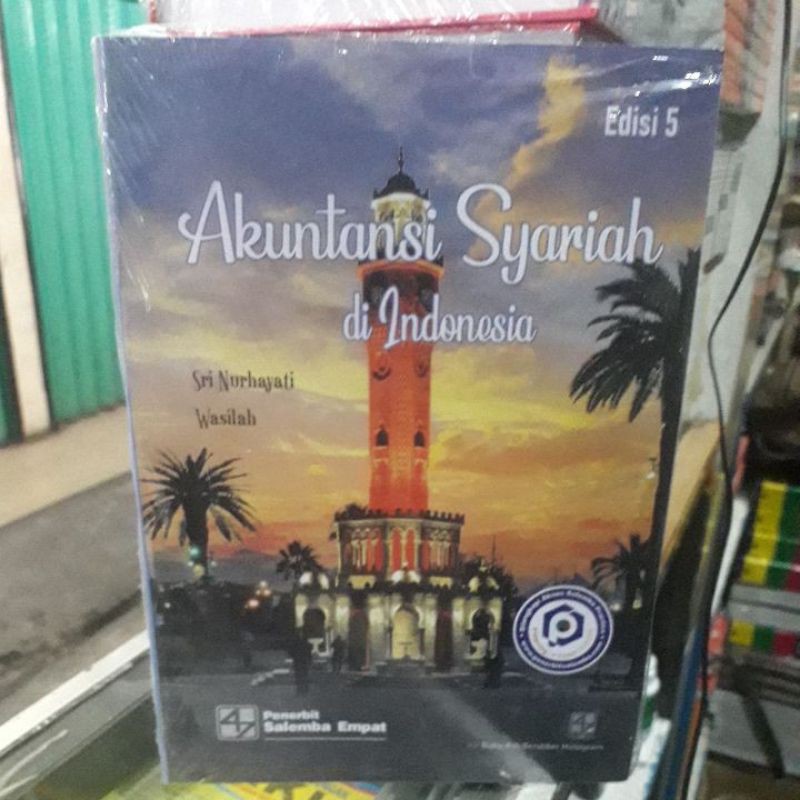 Edisi 5
Akuntansi Syariah
di Indonesia
Sri Nurhayati
Wasilah
Penerbit
Salemba Empat